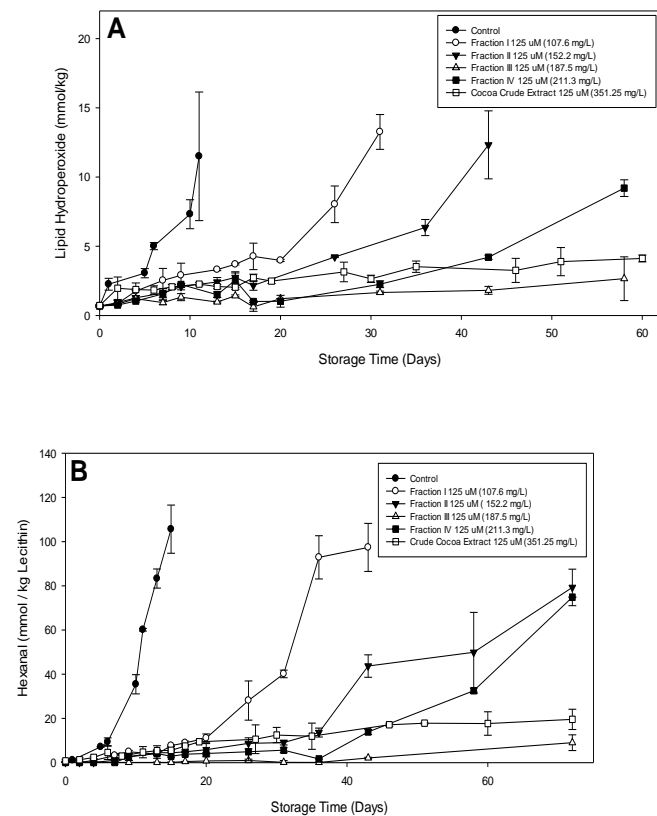 A
Control
Fraction I 125 uM (107.6 mg/L)
Fraction II 125 uM (152.2 mg/L)
Fraction III 125 uM (187.5 mg/L)
Fraction IV 125 uM (211.3 mg/L)
Cocoa Crude Extract 125 uM (351.25 mg/L)
Lipid Hydroperoxide (mmol/kg)
20
15
10
5
0
0 10 20 30 40 50 60
Storage Time (Days)
B
Control
Fraction I 125 uM (107.6 mg/L)
Fraction II 125 uM ( 152.2 mg/L)
Fraction III 125 uM (187.5 mg/L)
Fraction IV 125 uM (211.3 mg/L)
Crude Cocoa Extract 125 uM (351.25 mg/L)
Hexanal (mmol / kg Lecithin)
140
120
100
80
60
40
20
0
0 20 40 60
Storage Time (Days)